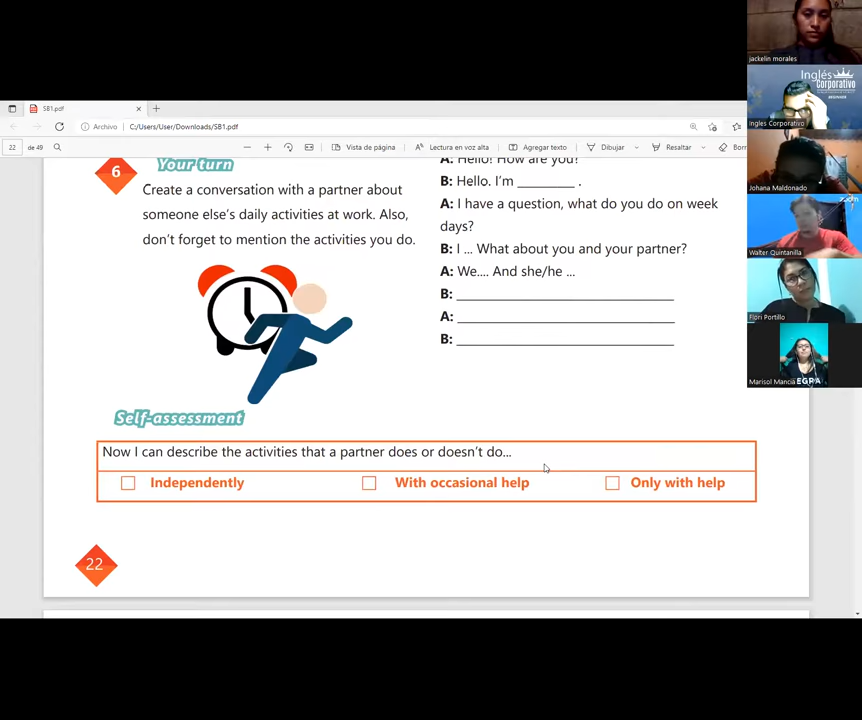 SB1.pdf
Archivo C:/Users/User/Downloads/SB1.pdf
22 de 49 Vista de página Lectura en voz alta Agregar texto Dibujar Resaltar
6 Your turn
Create a conversation with a partner about
someone else's daily activities at work. Also,
don't forget to mention the activities you do.
A: Hello! How are you?
B: Hello. I'm ________ .
A: I have a question, what do you do on week
days?
B: I ... What about you and your partner?
A: We.... And she/he ...
B: ______________________________
A: ______________________________
B: ______________________________
Self-assessment
Now I can describe the activities that a partner does or doesn't do...
Independently With occasional help Only with help
22
jackelin morales
Inglés
Corporativo
Ingles Corporativo
Johana Maldonado
zoom
Walter Quintanilla
Flori Portillo
Marisol Mancia